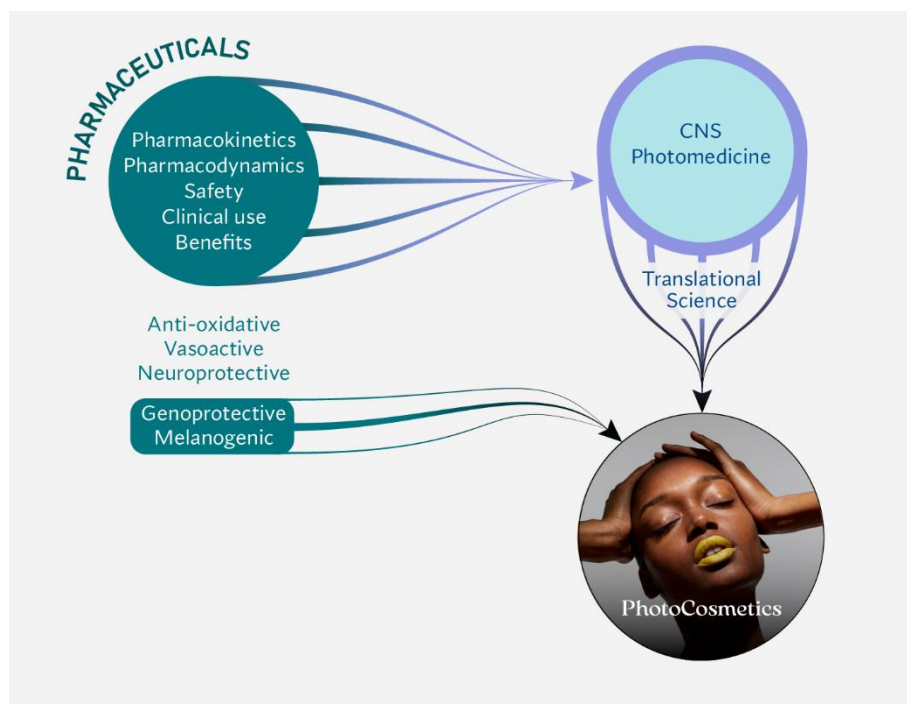 PHARMACEUTICALS
Pharmacokinetics
Pharmacodynamics
Safety
Clinical use
Benefits
CNS
Photomedicine
Translational
Science
Anti-oxidative
Vasoactive
Neuroprotective
Genoprotective
Melanogenic
PhotoCosmetics